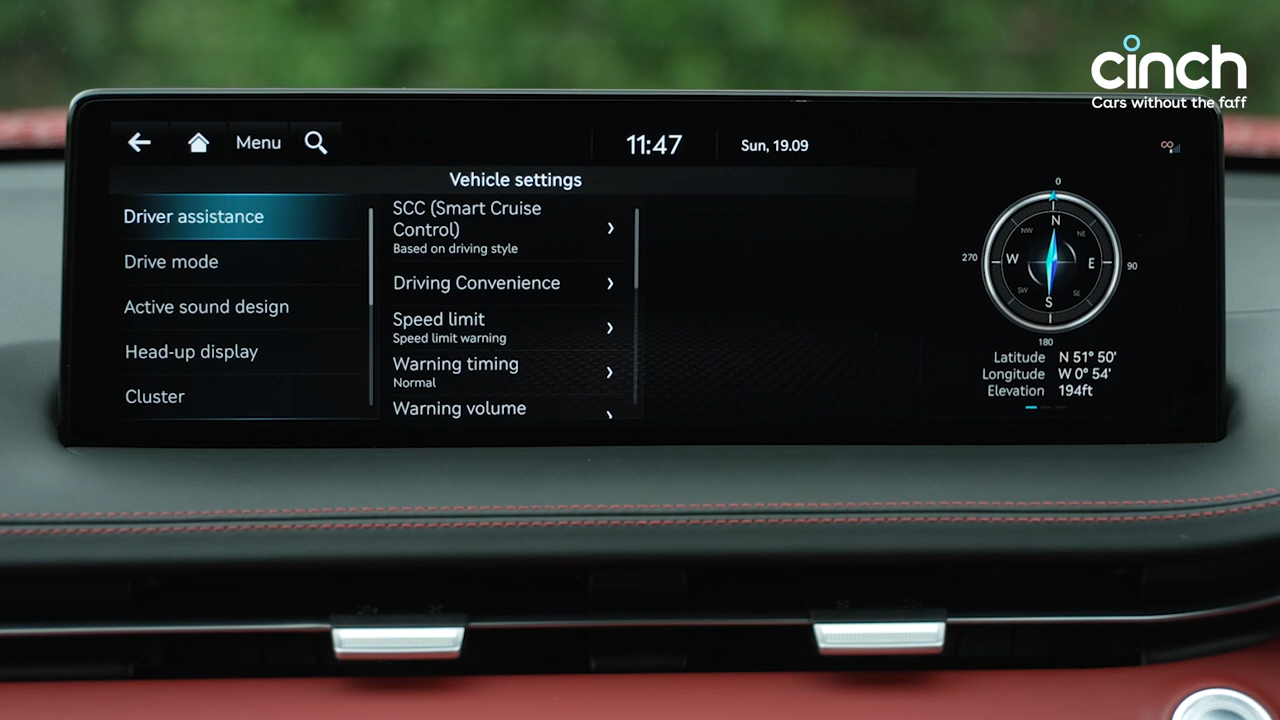 cinch
Cars without the faff
Menu
11:47
Sun, 19.09
Vehicle settings
Driver assistance
Drive mode
Active sound design
Head-up display
Cluster
SCC (Smart Cruise
Control)
Based on driving style
Driving Convenience
Speed limit
Speed limit warning
Warning timing
Normal
Warning volume
0
N
NW
NE
270
W
E
90
SW
SE
S
180
Latitude N 51° 50'
Longitude W 0° 54'
Elevation 194ft